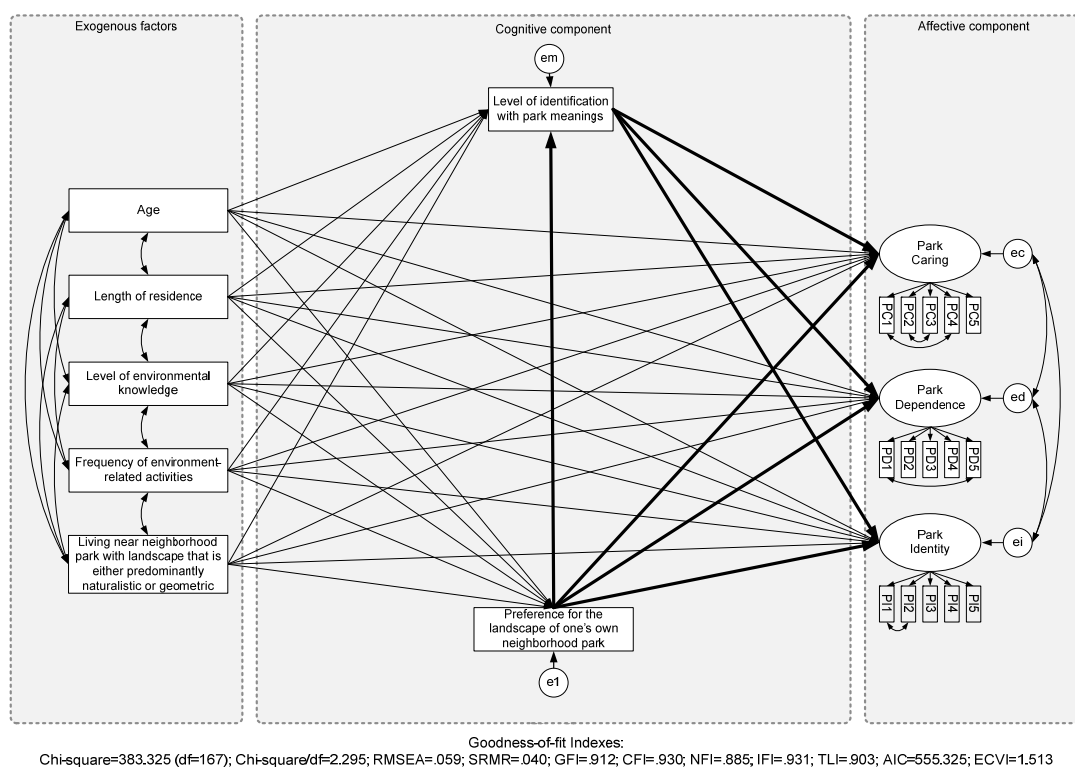 Exogenous factors
Cognitive component
Affective component
em
Level of identification
with park meanings
Age
Length of residence
Level of environmental
knowledge
Frequency of environment-
related activities
Living near neighborhood
park with landscape that is
either predominantly
naturalistic or geometric
Preference for the
landscape of one's own
neighborhood park
e1
Park
Caring
ec
PC1
PC2
PC3
PC4
PC5
Park
Dependence
ed
PD1
PD2
PD3
PD4
PD5
Park
Identity
ei
PI1
PI2
PI3
PI4
PI5
Goodness-of-fit Indexes:
Chi-square=383.325 (df=167); Chi-square/df=2.295; RMSEA=.059; SRMR=.040; GFI=.912; CFI=.930; NFI=.885; IFI=.931; TLI=.903; AIC=555.325; ECVI=1.513